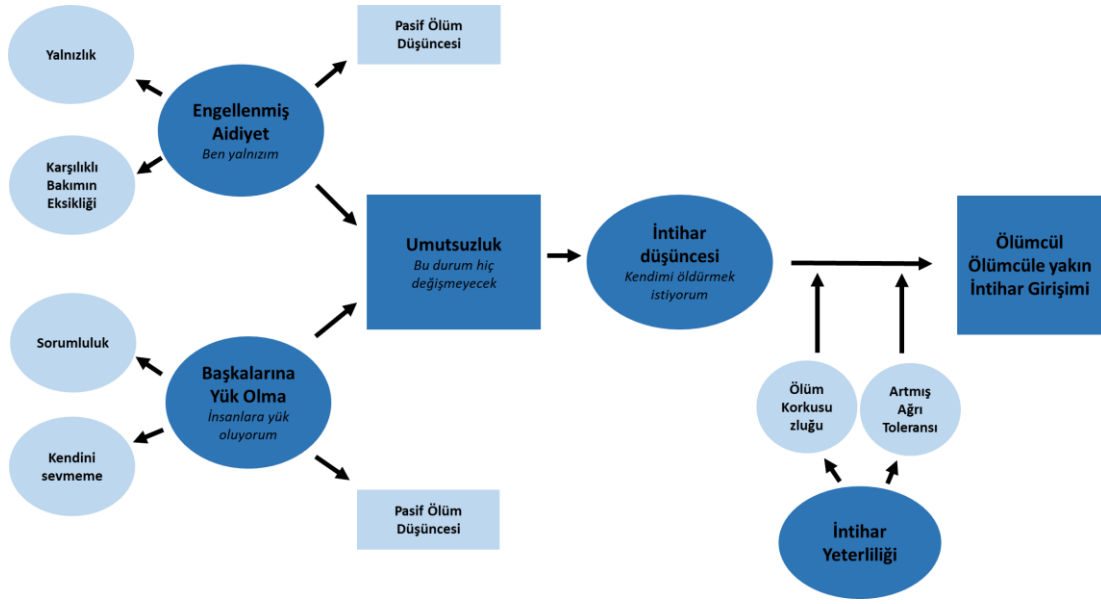 Yalnızlık
Pasif Ölüm
Düşüncesi
Engellenmiş
Aidiyet
Ben yalnızım
Karşılıklı
Bakımın
Eksikliği
Umutsuzluk
Bu durum hiç
değişmeyecek
İntihar
düşüncesi
Kendimi öldürmek
istiyorum
Ölümcül
Ölümcüle yakın
İntihar Girişimi
Sorumluluk
Başkalarına
Yük Olma
İnsanlara yük
oluyorum
Kendini
sevmeme
Pasif Ölüm
Düşüncesi
Ölüm
Korkusu
zluğu
Artmış
Ağrı
Toleransı
İntihar
Yeterliliği